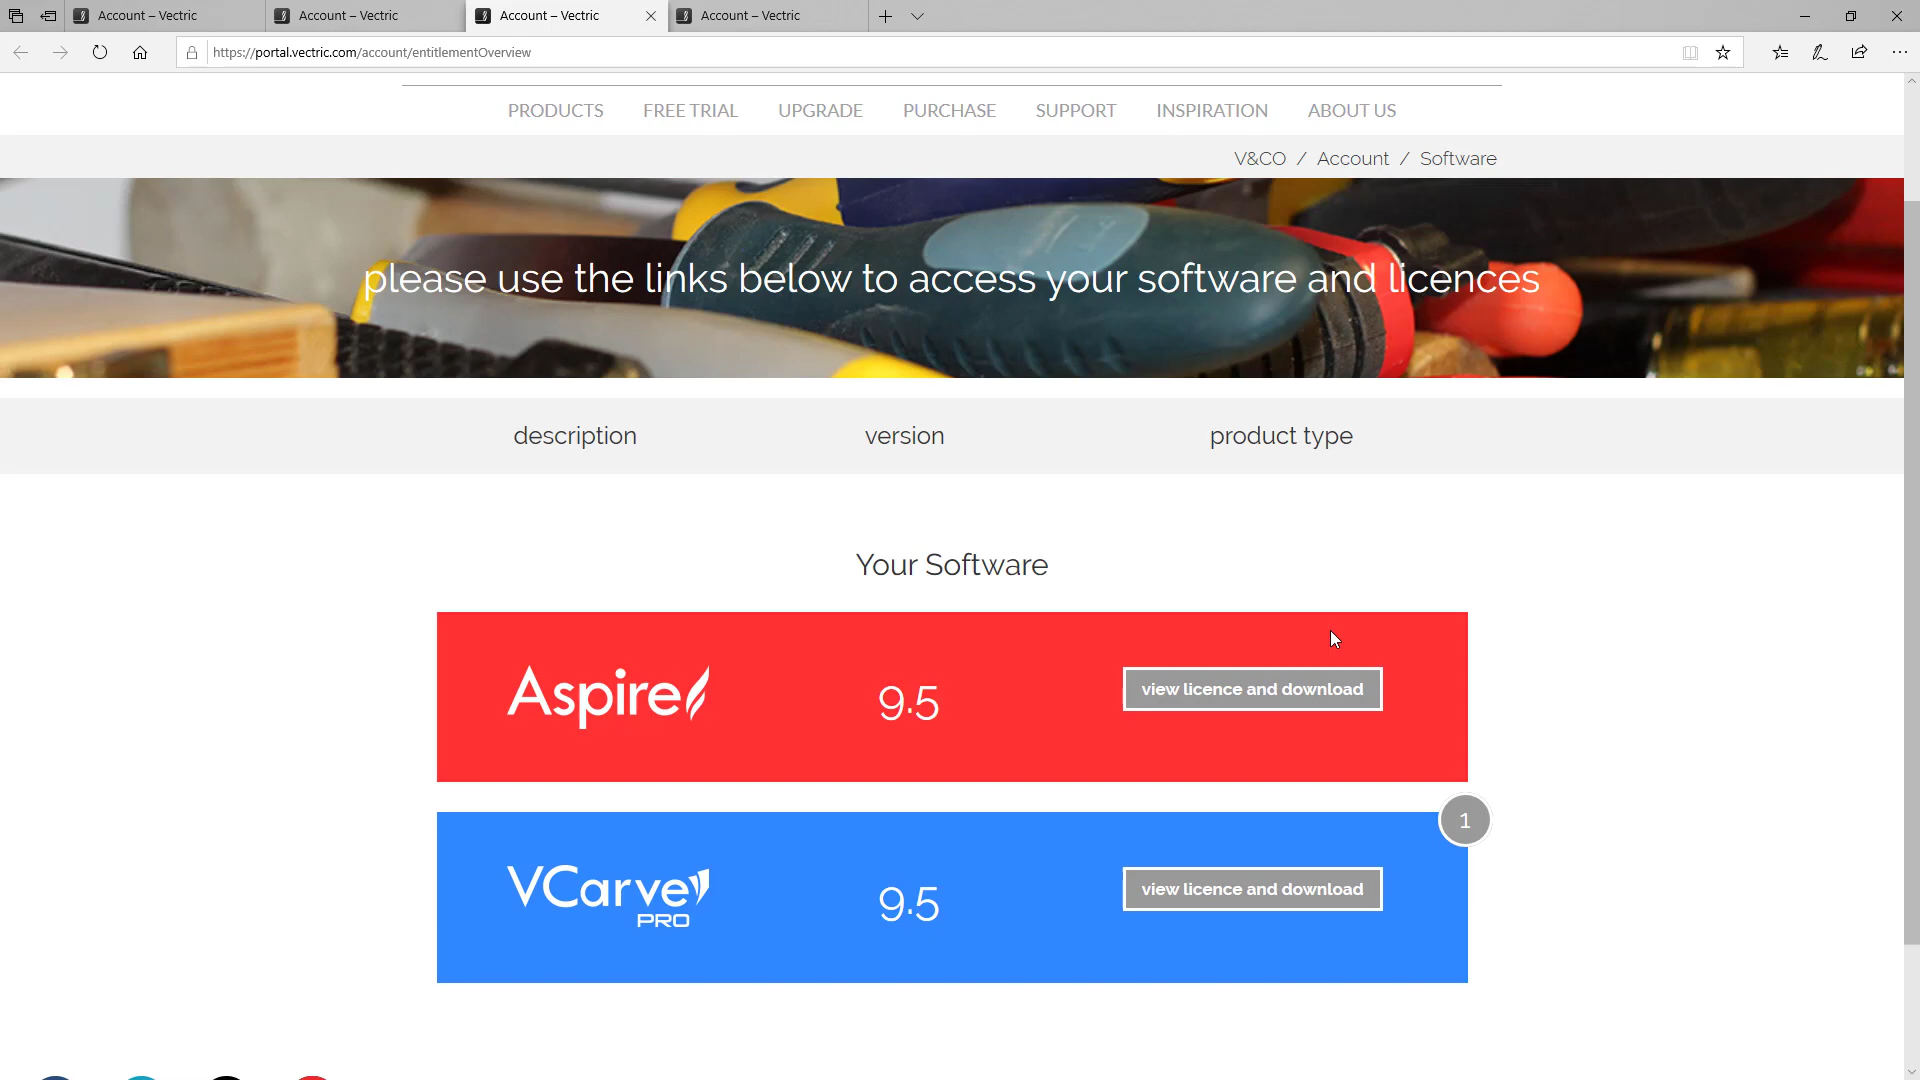 Account – Vectric
Account – Vectric
Account – Vectric
Account – Vectric
https://portal.vectric.com/account/entitlementOverview
PRODUCTS FREE TRIAL UPGRADE PURCHASE SUPPORT INSPIRATION ABOUT US
V&CO / Account / Software
please use the links below to access your software and licences
description version product type
Your Software
Aspire 9.5 view licence and download
1
VCarve PRO 9.5 view licence and download